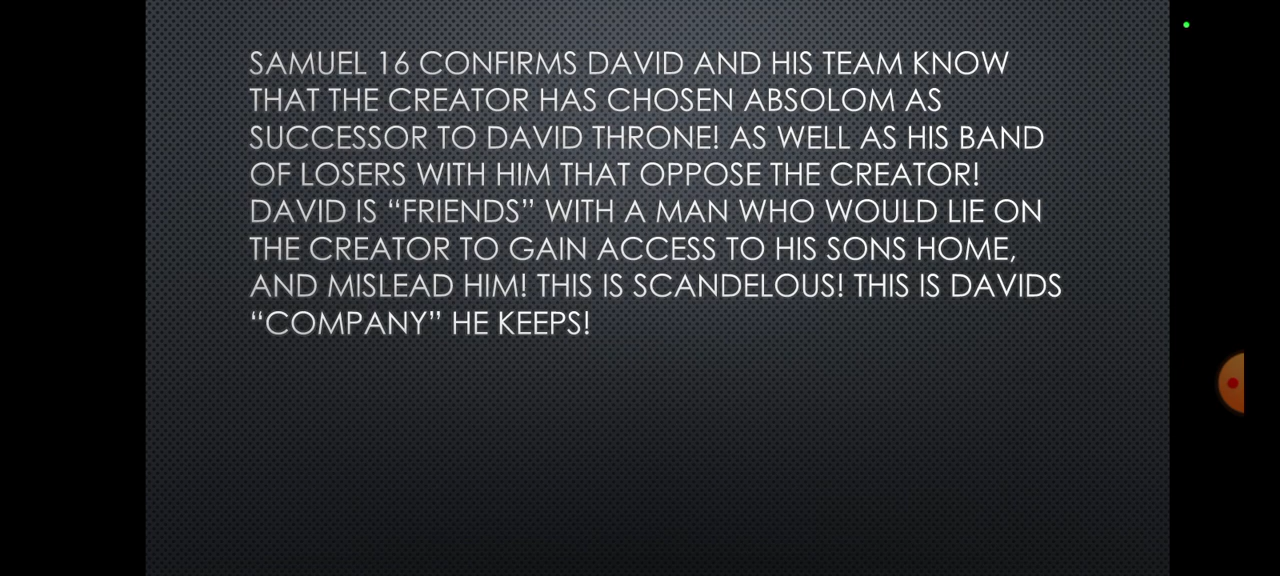 SAMUEL 16 CONFIRMS DAVID AND HIS TEAM KNOW
THAT THE CREATOR HAS CHOSEN ABSOLOM AS
SUCCESSOR TO DAVID THRONE! AS WELL AS HIS BAND
OF LOSERS WITH HIM THAT OPPOSE THE CREATOR!
DAVID IS “FRIENDS” WITH A MAN WHO WOULD LIE ON
THE CREATOR TO GAIN ACCESS TO HIS SONS HOME,
AND MISLEAD HIM! THIS IS SCANDELOUS! THIS IS DAVIDS
“COMPANY” HE KEEPS!